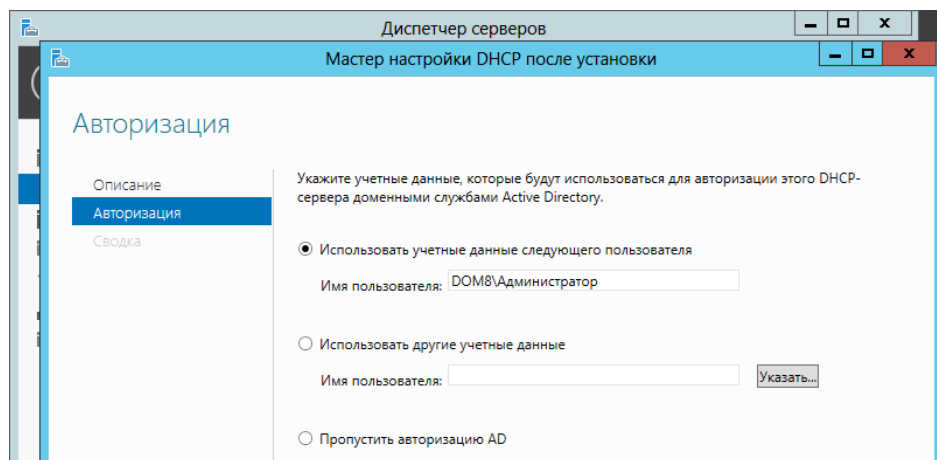 Диспетчер серверов
Мастер настройки DHCP после установки
Авторизация
Описание
Авторизация
Сводка
Укажите учетные данные, которые будут использоваться для авторизации этого DHCP-
сервера доменными службами Active Directory.
Использовать учетные данные следующего пользователя
Имя пользователя: DOM8\Администратор
Использовать другие учетные данные
Имя пользователя:
Указать...
Пропустить авторизацию AD